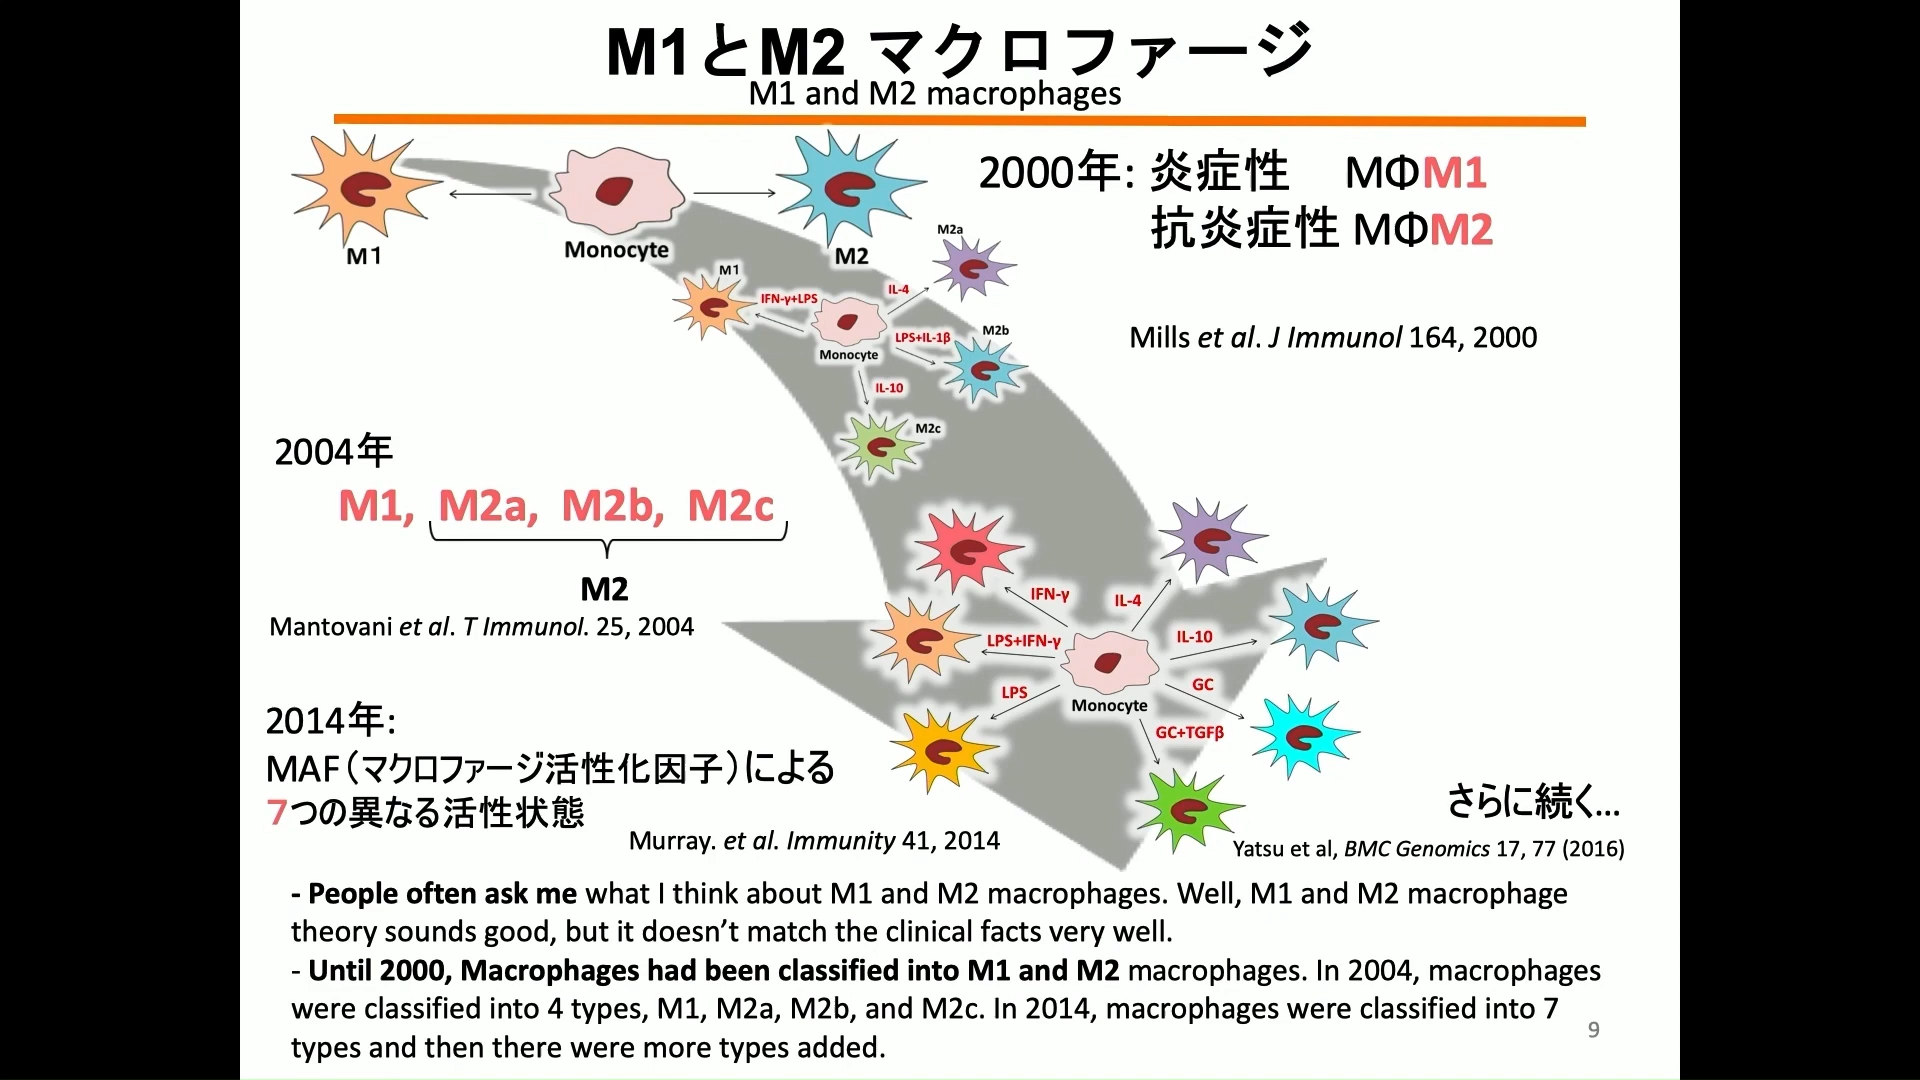 M1とM2 マクロファージ
M1 and M2 macrophages
M1
Monocyte
M2
2000年: 炎症性 MΦM1
抗炎症性 MΦM2
Mills et al. J Immunol 164, 2000
M1
IFN-γ+LPS
Monocyte
IL-4
M2a
LPS+IL-1β
M2b
IL-10
M2c
2004年
M1, M2a, M2b, M2c
M2
Mantovani et al. T Immunol. 25, 2004
IFN-γ
IL-4
LPS+IFN-γ
IL-10
LPS
Monocyte
GC
GC+TGFβ
2014年:
MAF（マクロファージ活性化因子）による
7つの異なる活性状態
Murray. et al. Immunity 41, 2014
さらに続く...
Yatsu et al, BMC Genomics 17, 77 (2016)
- People often ask me what I think about M1 and M2 macrophages. Well, M1 and M2 macrophage
theory sounds good, but it doesn’t match the clinical facts very well.
- Until 2000, Macrophages had been classified into M1 and M2 macrophages. In 2004, macrophages
were classified into 4 types, M1, M2a, M2b, and M2c. In 2014, macrophages were classified into 7
types and then there were more types added.
9